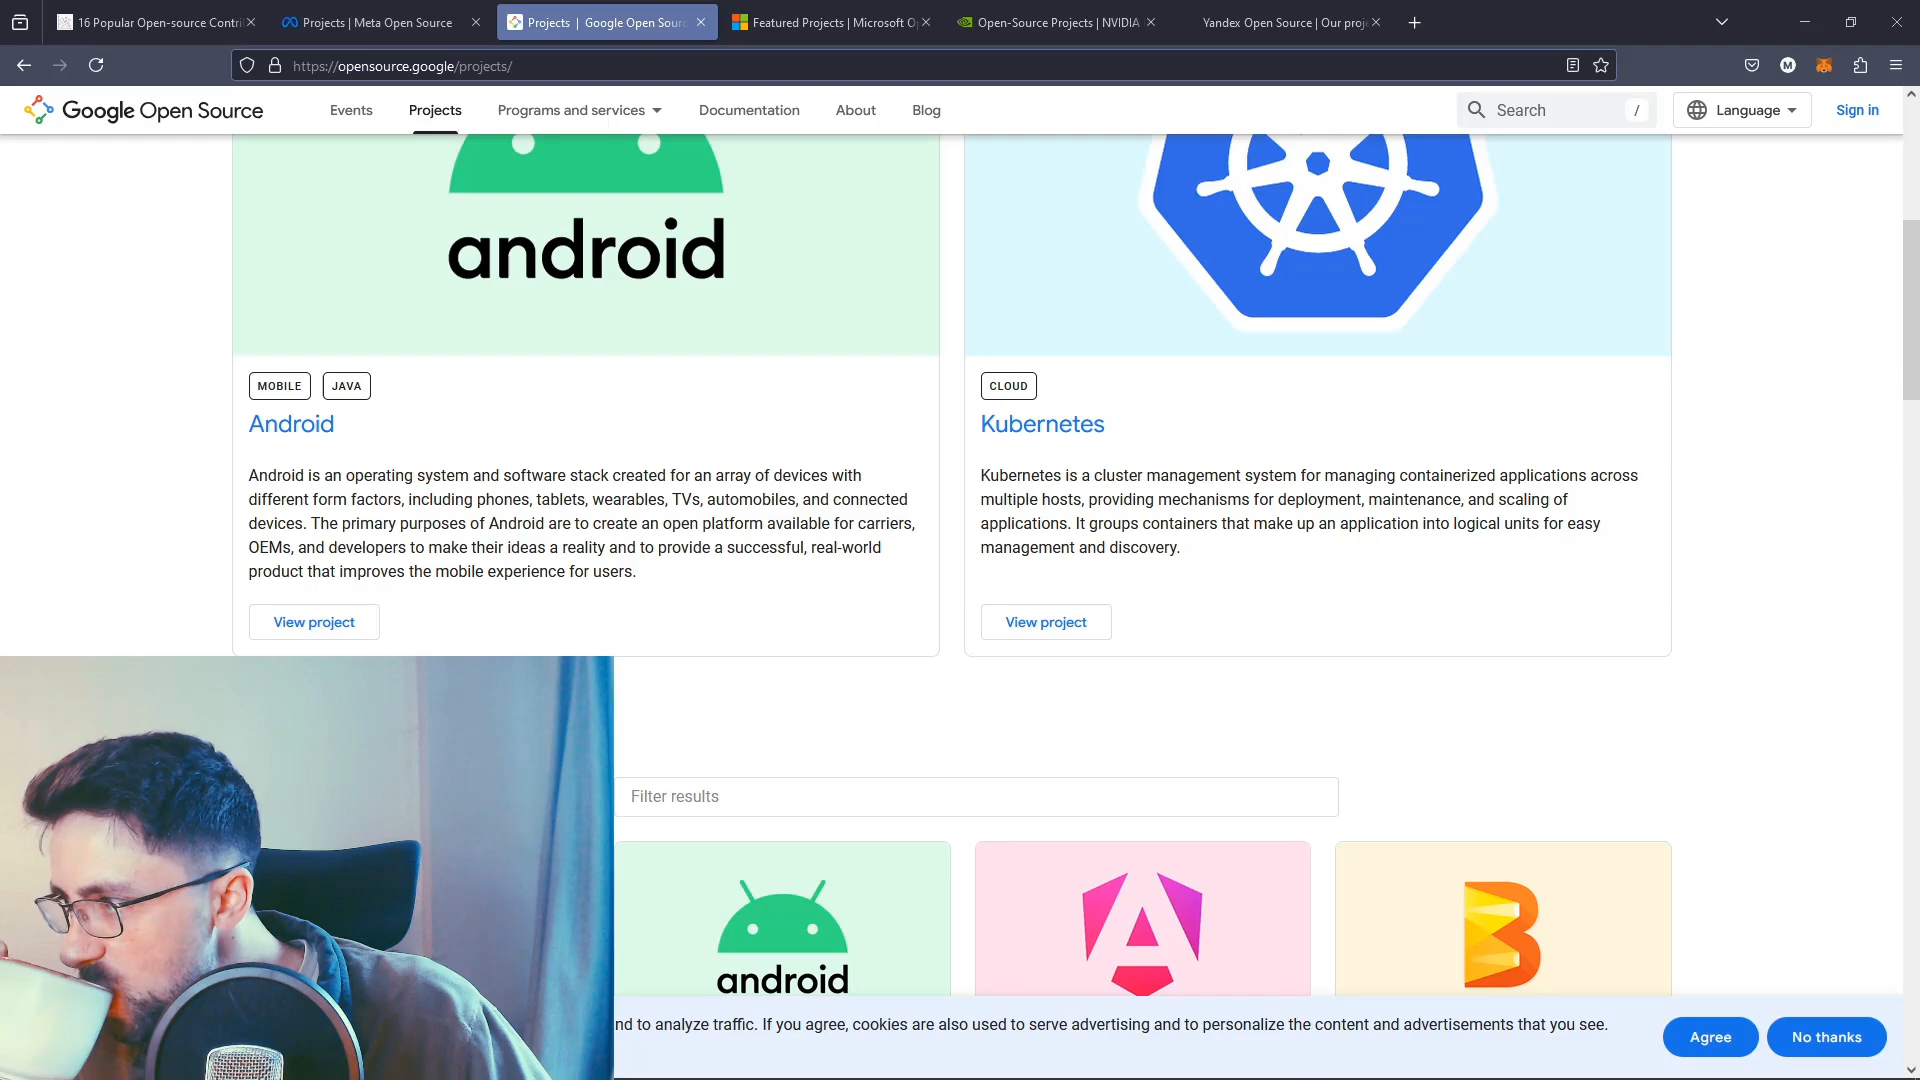 16 Popular Open-source Contri
Projects | Meta Open Source
Projects | Google Open Sourc
Featured Projects | Microsoft Op
Open-Source Projects | NVIDIA
Yandex Open Source | Our proje
https://opensource.google/projects/
M
Google Open Source
Events
Projects
Programs and services
Documentation
About
Blog
Search
/
Language
Sign in
android
MOBILE
JAVA
CLOUD
Android
Kubernetes
Android is an operating system and software stack created for an array of devices with
different form factors, including phones, tablets, wearables, TVs, automobiles, and connected
devices. The primary purposes of Android are to create an open platform available for carriers,
OEMs, and developers to make their ideas a reality and to provide a successful, real-world
product that improves the mobile experience for users.
Kubernetes is a cluster management system for managing containerized applications across
multiple hosts, providing mechanisms for deployment, maintenance, and scaling of
applications. It groups containers that make up an application into logical units for easy
management and discovery.
View project
View project
Filter results
android
nd to analyze traffic. If you agree, cookies are also used to serve advertising and to personalize the content and advertisements that you see.
Agree
No thanks